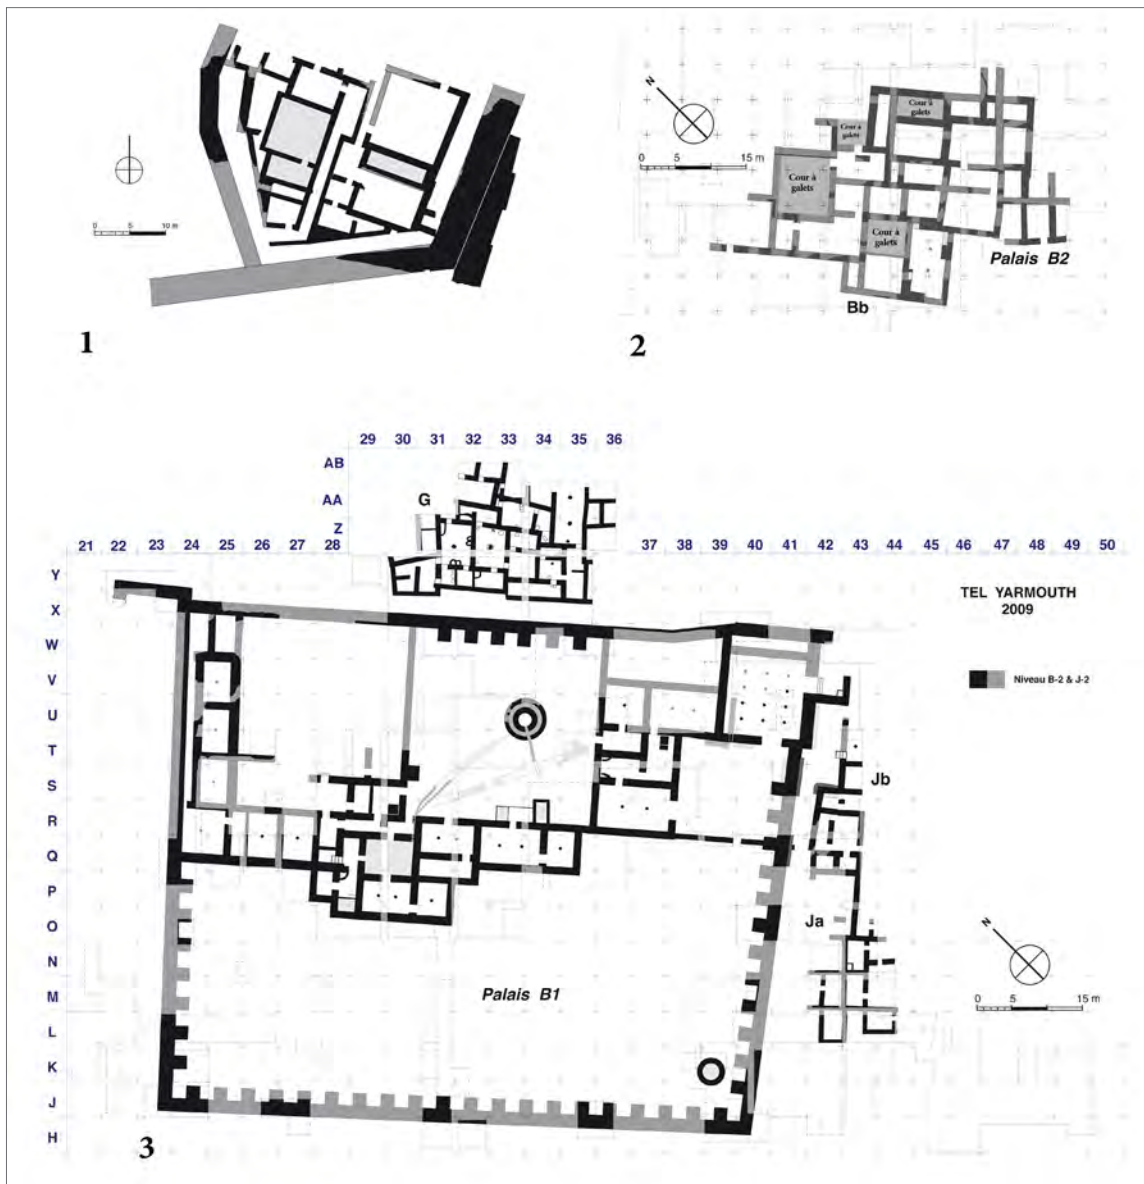 0 5 10 m
1
N
0 5 10 15 m
Cour à
galets
Cour à
galets
Cour à
galets
Cour à
galets
Palais B2
Bb
2
29 30 31 32 33 34 35 36
AB
AA
Z
G
21 22 23 24 25 26 27 28 37 38 39 40 41 42 43 44 45 46 47 48 49 50
Y
X
W
V
U
T
S
R
Q
P
O
N
M
L
K
J
H
TEL YARMOUTH
2009
Niveau B-2 & J-2
Jb
Ja
N
0 5 10 15 m
Palais B1
3